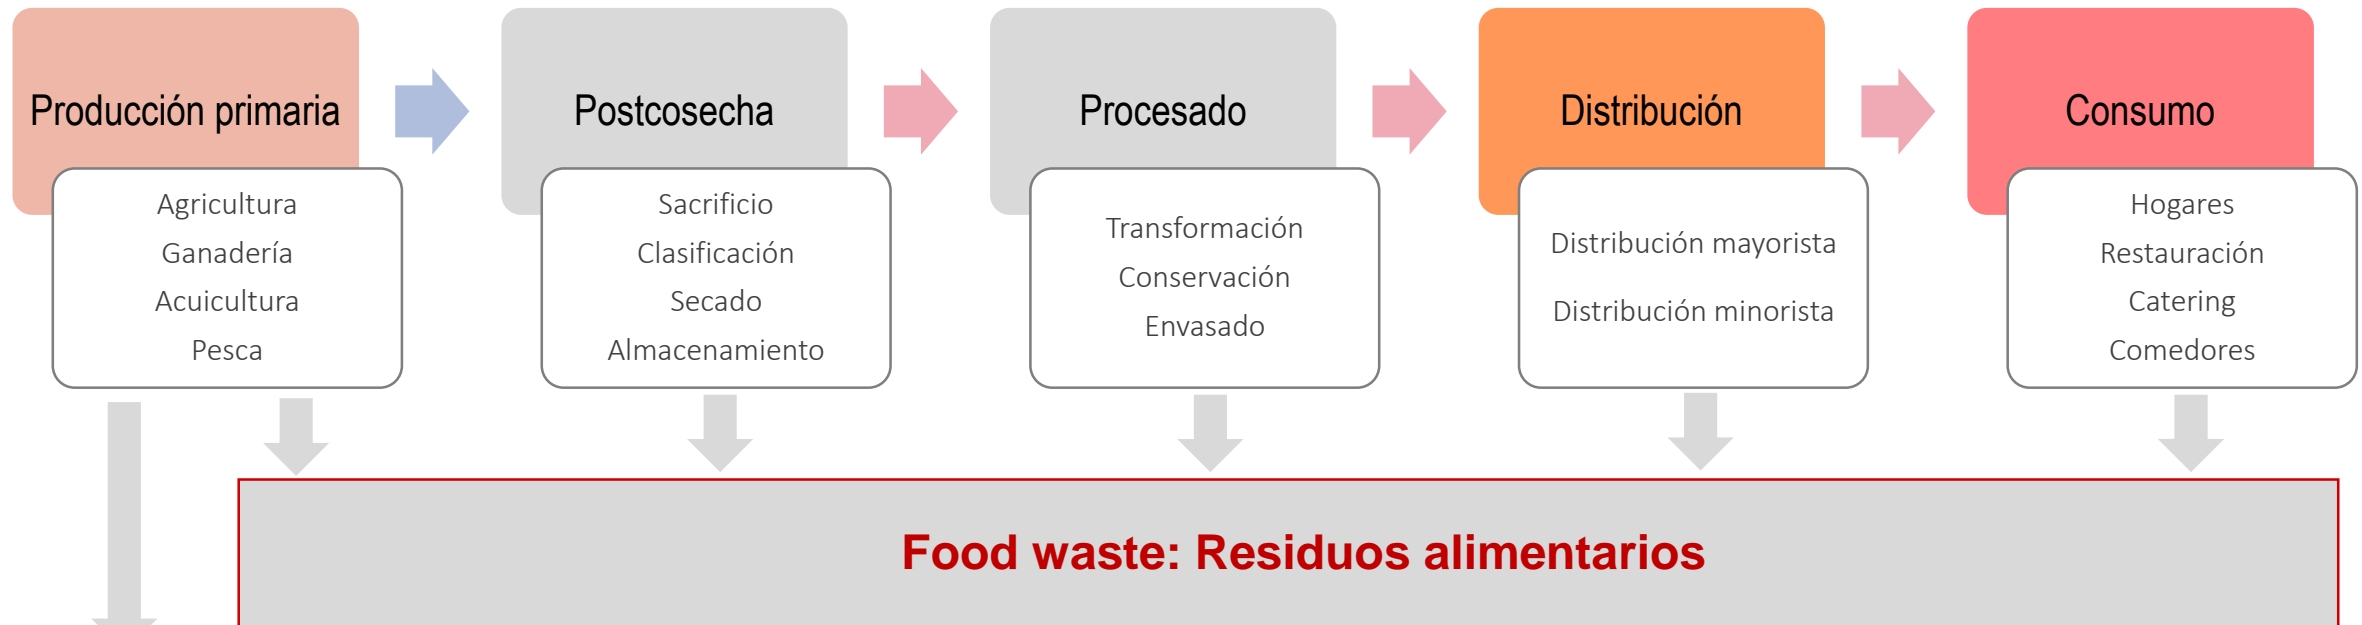 Producción primaria
Agricultura
Ganadería
Acuicultura
Pesca
Postcosecha
Sacrificio
Clasificación
Secado
Almacenamiento
Procesado
Transformación
Conservación
Envasado
Distribución
Distribución mayorista
Distribución minorista
Consumo
Hogares
Restauración
Catering
Comedores
Food waste: Residuos alimentarios